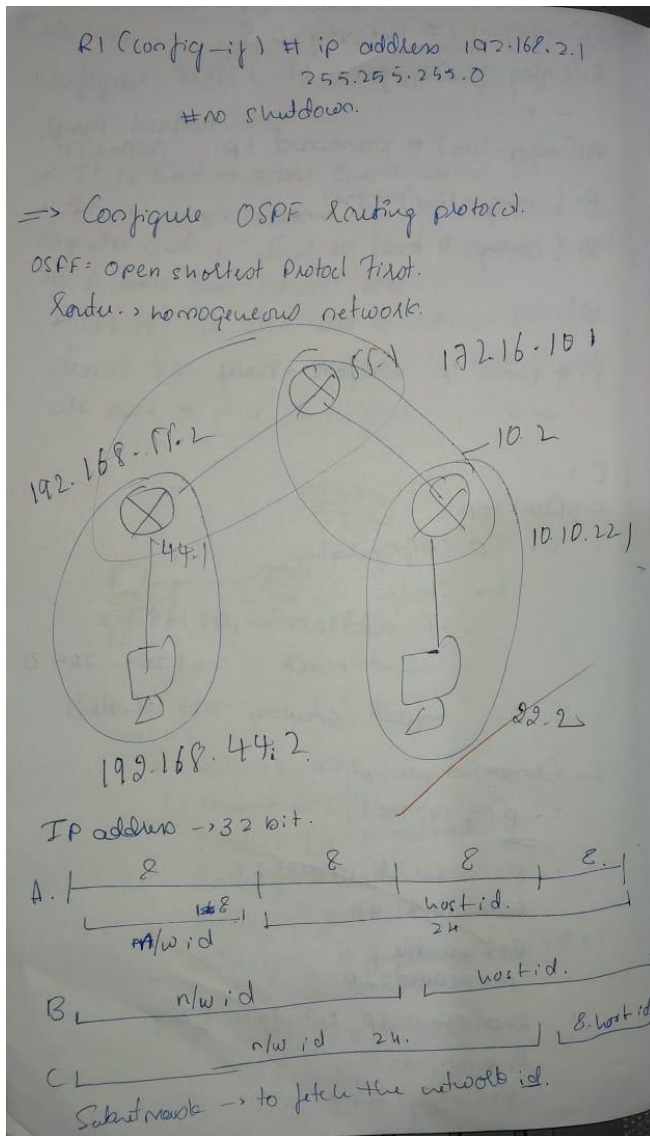 R1 (config-if) # ip address 192.168.2.1
255.255.255.0
#no shutdown.
=> Configure OSPF Routing protocol.
OSPF: Open shortest Protocl First.
Router -> homogeneous network.
55.1
172.16.10 1
192.168.55.2
10.2
44.1
10.10.22 1
22.2
192.168.44.2
IP address -> 32 bit.
A. 8 8 8 8.
8 host id.
n/w id 24
B n/w id host id.
C n/w id 24. 8. host id
Subnetmask -> to fetch the network id.